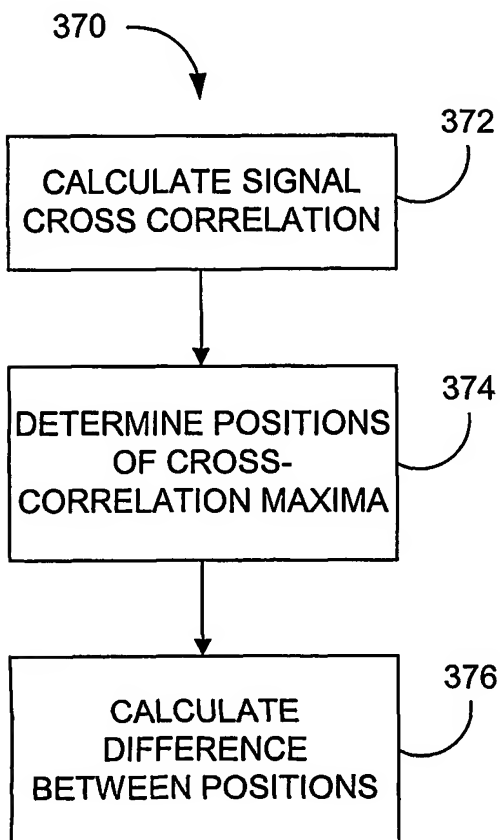 370
372
CALCULATE SIGNAL
CROSS CORRELATION
374
DETERMINE POSITIONS
OF CROSS-
CORRELATION MAXIMA
376
CALCULATE
DIFFERENCE
BETWEEN POSITIONS